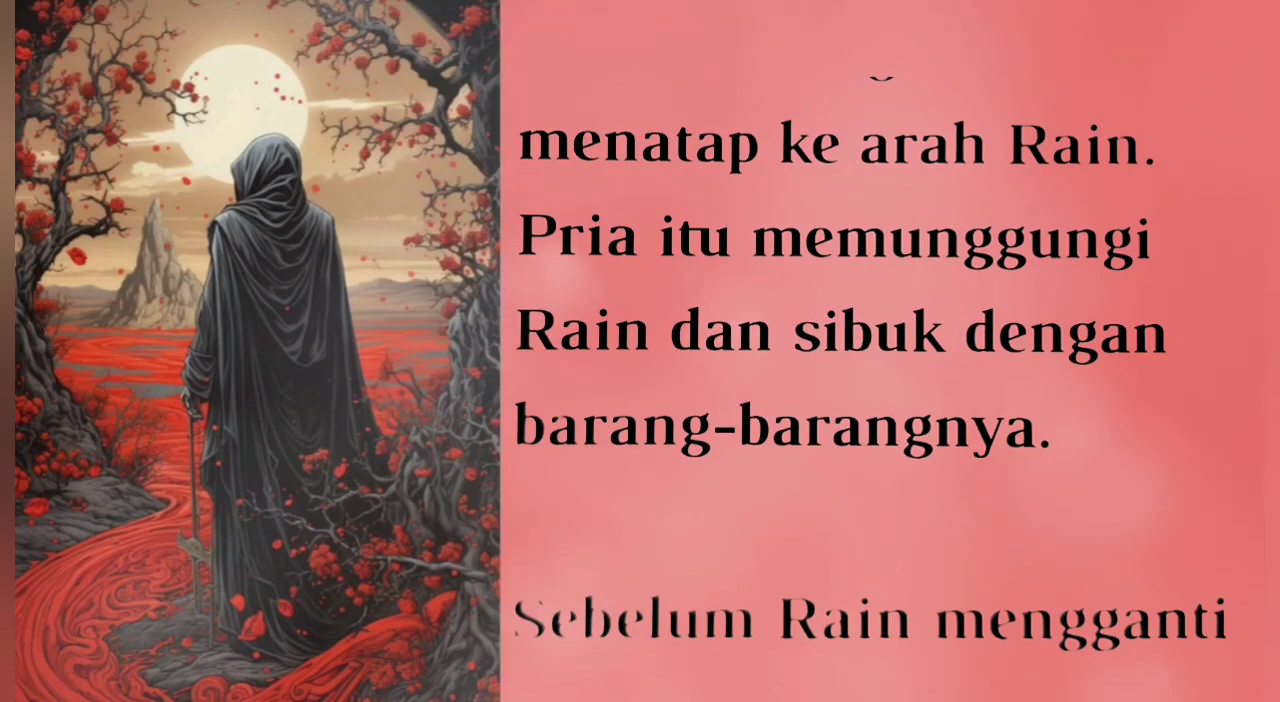 menatap ke arah Rain.
Pria itu memunggungi
Rain dan sibuk dengan
barang-barangnya.
Sebelum Rain mengganti